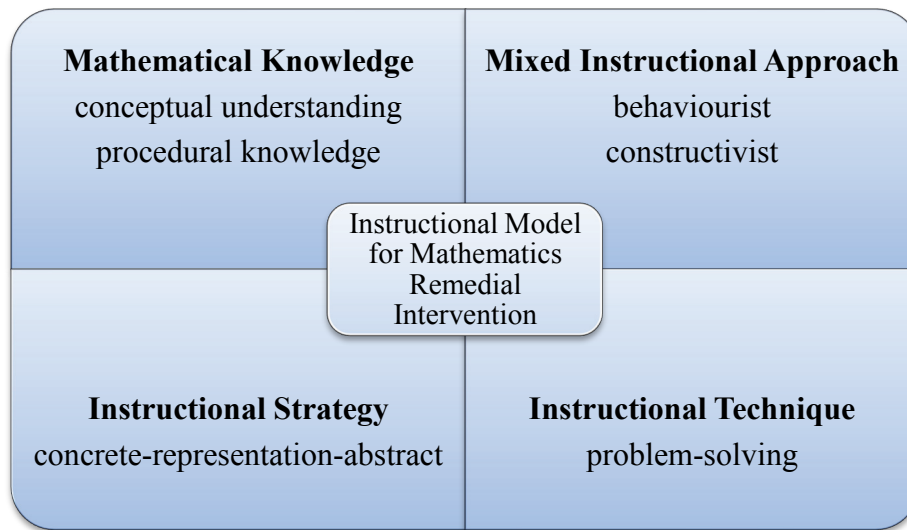 Mathematical Knowledge
conceptual understanding
procedural knowledge
Mixed Instructional Approach
behaviourist
constructivist
Instructional Model
for Mathematics
Remedial
Intervention
Instructional Strategy
concrete-representation-abstract
Instructional Technique
problem-solving